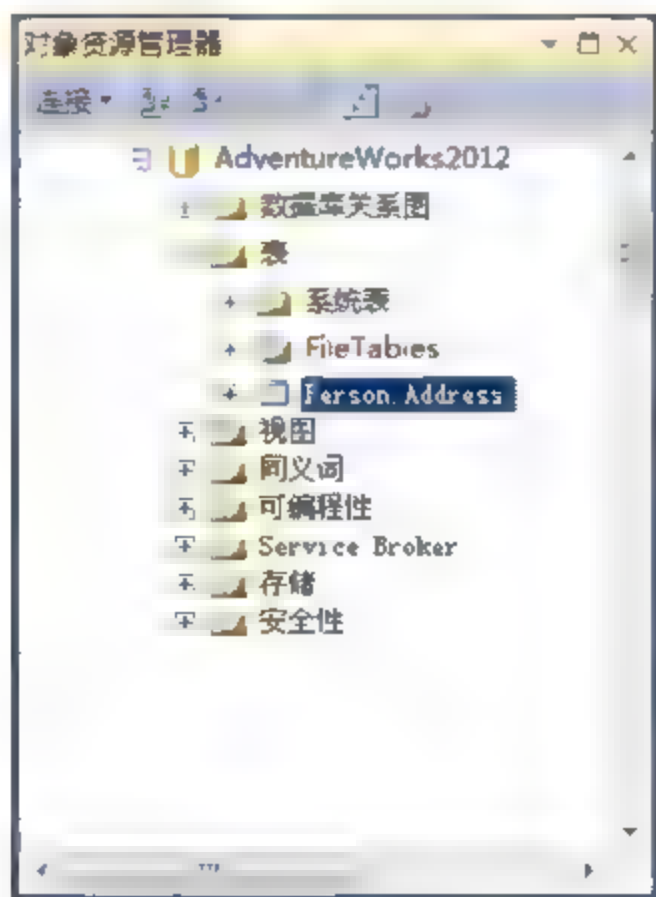 对象资源管理器
连接
AdventureWorks2012
数据库关系图
表
系统表
FileTables
Person.Address
视图
同义词
可编程性
Service Broker
存储
安全性